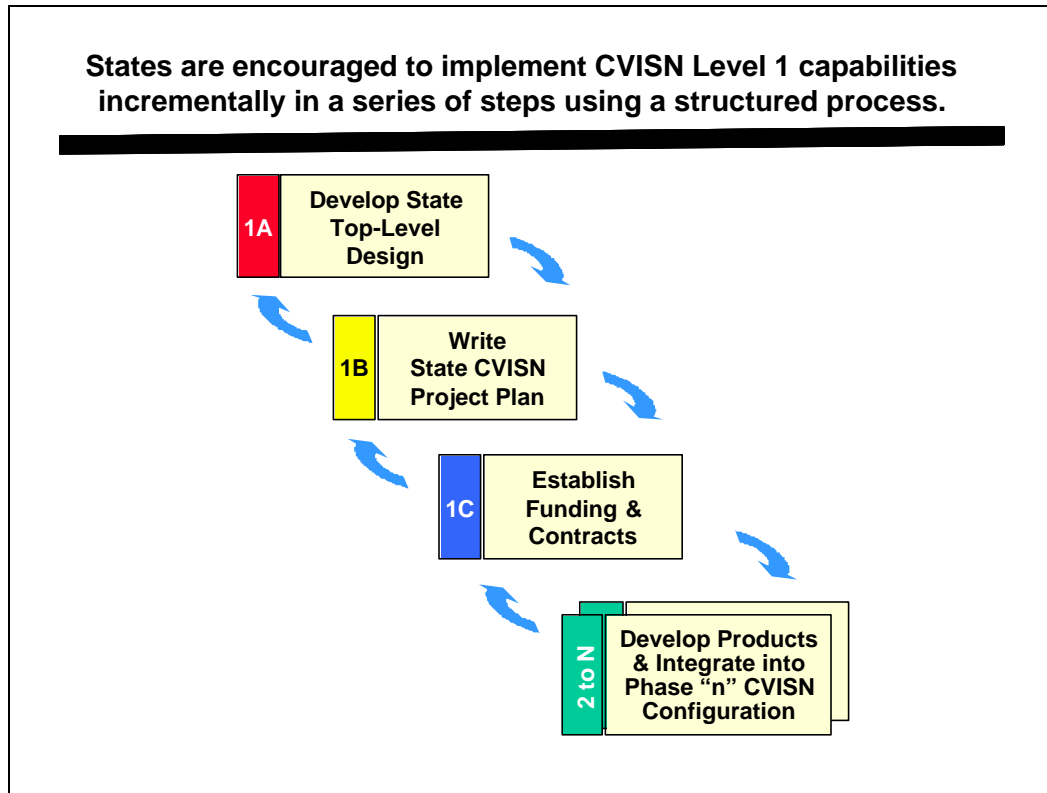 States are encouraged to implement CVISN Level 1 capabilities
incrementally in a series of steps using a structured process.
1A
Develop State
Top-Level
Design
1B
Write
State CVISN
Project Plan
1C
Establish
Funding &
Contracts
2 to N
Develop Products
& Integrate into
Phase “n” CVISN
Configuration